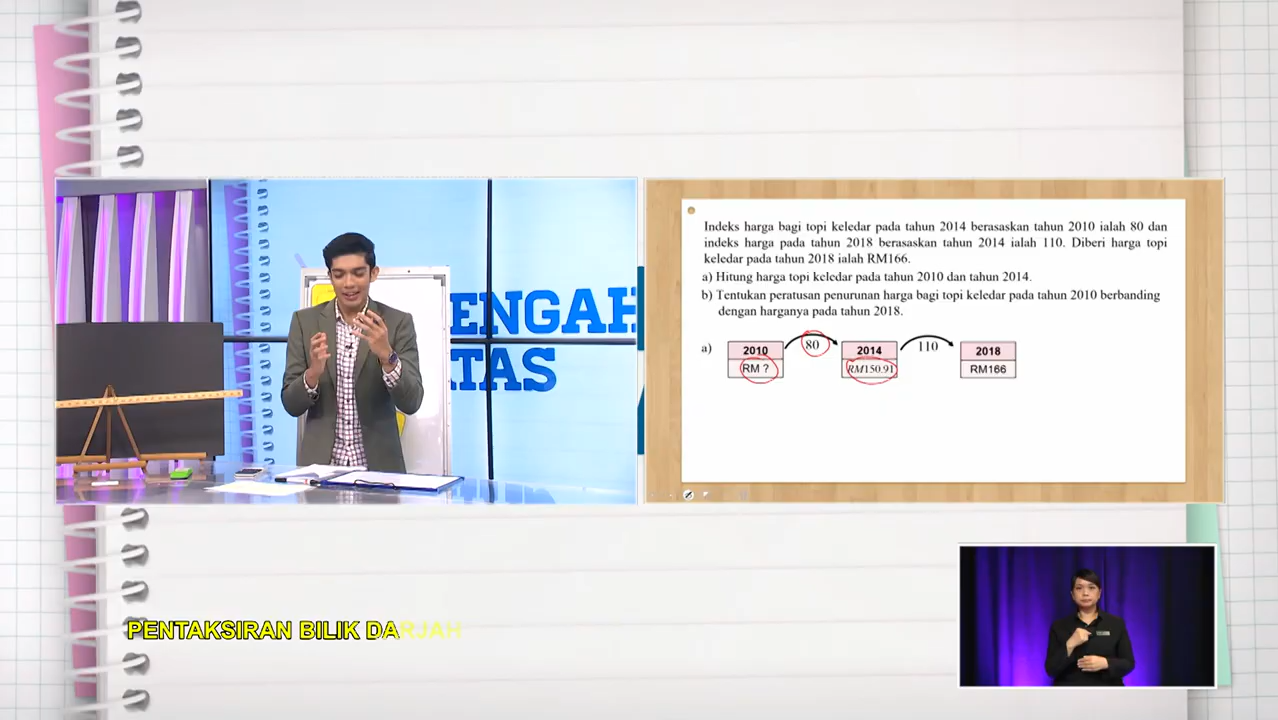 ENGAH
TAS
Indeks harga bagi topi keledar pada tahun 2014 berasaskan tahun 2010 ialah 80 dan
indeks harga pada tahun 2018 berasaskan tahun 2014 ialah 110. Diberi harga topi
keledar pada tahun 2018 ialah RM166.
a) Hitung harga topi keledar pada tahun 2010 dan tahun 2014.
b) Tentukan peratusan penurunan harga bagi topi keledar pada tahun 2010 berbanding
dengan harganya pada tahun 2018.
a) 2010 80 2014 110 2018
RM ? RM150.91 RM166
PENTAKSIRAN BILIK DARJAH